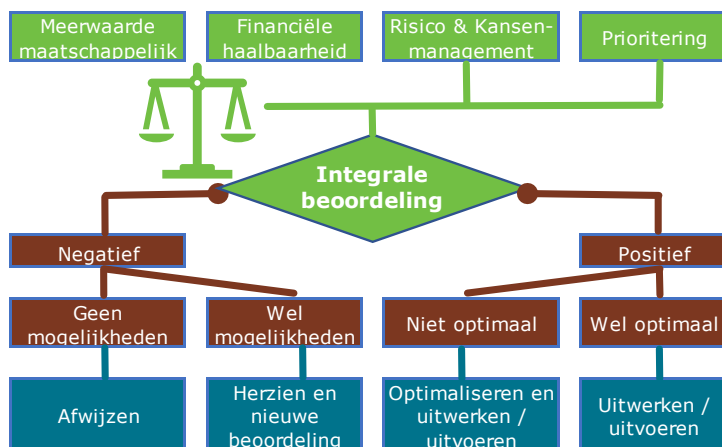 Meerwaarde
maatschappelijk
Financiële
haalbaarheid
Risico & Kansen-
management
Prioritering
Integrale
beoordeling
Negatief
Positief
Geen
mogelijkheden
Wel
mogelijkheden
Niet optimaal
Wel optimaal
Afwijzen
Herzien en
nieuwe
beoordeling
Optimaliseren en
uitwerken /
uitvoeren
Uitwerken /
uitvoeren